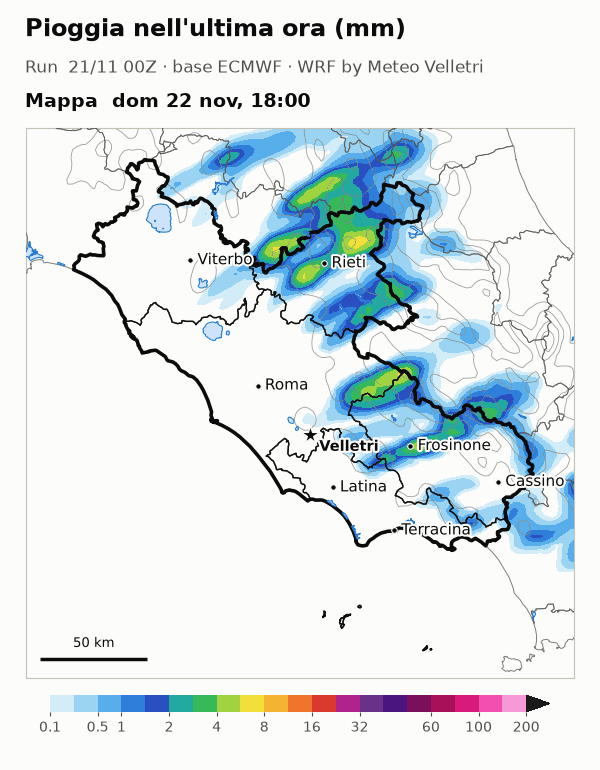 Pioggia nell'ultima ora (mm)
Run  21/11 00Z · base ECMWF · WRF by Meteo Velletri
Mappa  dom 22 nov, 18:00
Viterbo
Rieti
Roma
Velletri
Frosinone
Latina
Cassino
Terracina
50 km
0.1 0.5 1 2 4 8 16 32 60 100 200